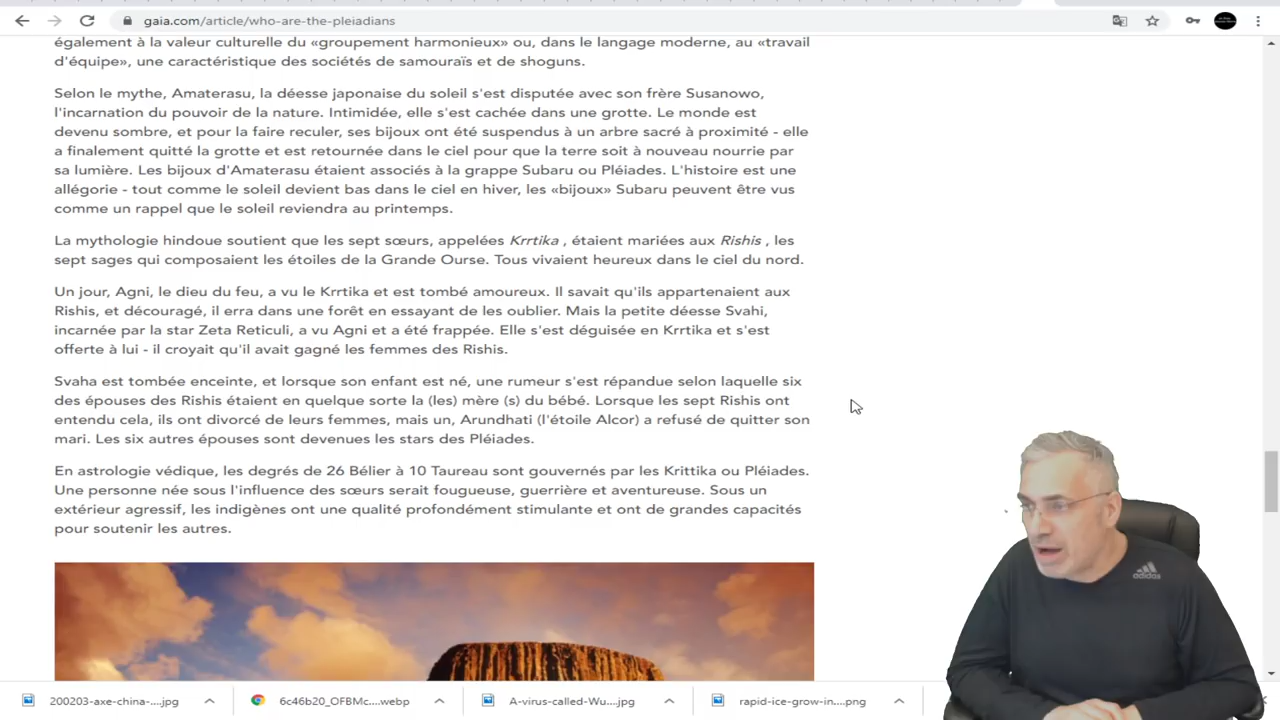 gaia.com/article/who-are-the-pleiadians
également à la valeur culturelle du «groupement harmonieux» ou, dans le langage moderne, au «travail
d'équipe», une caractéristique des sociétés de samouraïs et de shoguns.
Selon le mythe, Amaterasu, la déesse japonaise du soleil s'est disputée avec son frère Susanowo,
l'incarnation du pouvoir de la nature. Intimidée, elle s'est cachée dans une grotte. Le monde est
devenu sombre, et pour la faire reculer, ses bijoux ont été suspendus à un arbre sacré à proximité - elle
a finalement quitté la grotte et est retournée dans le ciel pour que la terre soit à nouveau nourrie par
sa lumière. Les bijoux d'Amaterasu étaient associés à la grappe Subaru ou Pléiades. L'histoire est une
allégorie - tout comme le soleil devient bas dans le ciel en hiver, les «bijoux» Subaru peuvent être vus
comme un rappel que le soleil reviendra au printemps.
La mythologie hindoue soutient que les sept sœurs, appelées Krrtika , étaient mariées aux Rishis , les
sept sages qui composaient les étoiles de la Grande Ourse. Tous vivaient heureux dans le ciel du nord.
Un jour, Agni, le dieu du feu, a vu le Krrtika et est tombé amoureux. Il savait qu'ils appartenaient aux
Rishis, et découragé, il erra dans une forêt en essayant de les oublier. Mais la petite déesse Svahi,
incarnée par la star Zeta Reticuli, a vu Agni et a été frappée. Elle s'est déguisée en Krrtika et s'est
offerte à lui - il croyait qu'il avait gagné les femmes des Rishis.
Svaha est tombée enceinte, et lorsque son enfant est né, une rumeur s'est répandue selon laquelle six
des épouses des Rishis étaient en quelque sorte la (les) mère (s) du bébé. Lorsque les sept Rishis ont
entendu cela, ils ont divorcé de leurs femmes, mais un, Arundhati (l'étoile Alcor) a refusé de quitter son
mari. Les six autres épouses sont devenues les stars des Pléiades.
En astrologie védique, les degrés de 26 Bélier à 10 Taureau sont gouvernés par les Krittika ou Pléiades.
Une personne née sous l'influence des sœurs serait fougueuse, guerrière et aventureuse. Sous un
extérieur agressif, les indigènes ont une qualité profondément stimulante et ont de grandes capacités
pour soutenir les autres.
adidas
200203-axe-china-....jpg
6c46b20_OFBMc....webp
A-virus-called-Wu....jpg
rapid-ice-grow-in....png